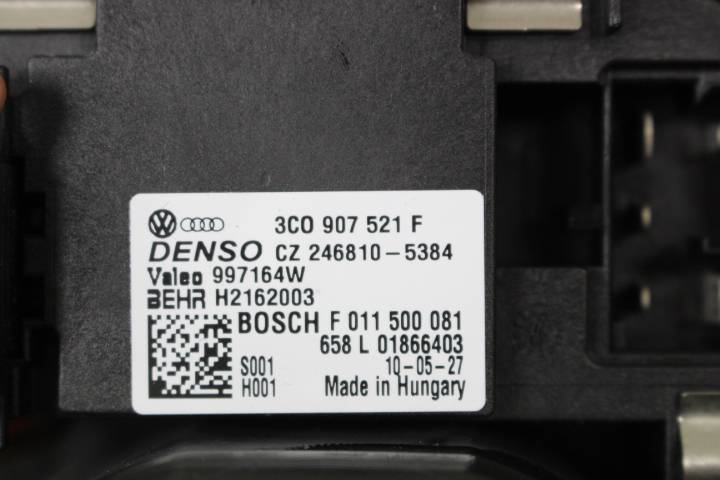 3C0 907 521 F
DENSO CZ 246810-5384
Valeo 997164W
BEHR H2162003
BOSCH F 011 500 081
658 L 01866403
S001 10-05-27
H001 Made in Hungary